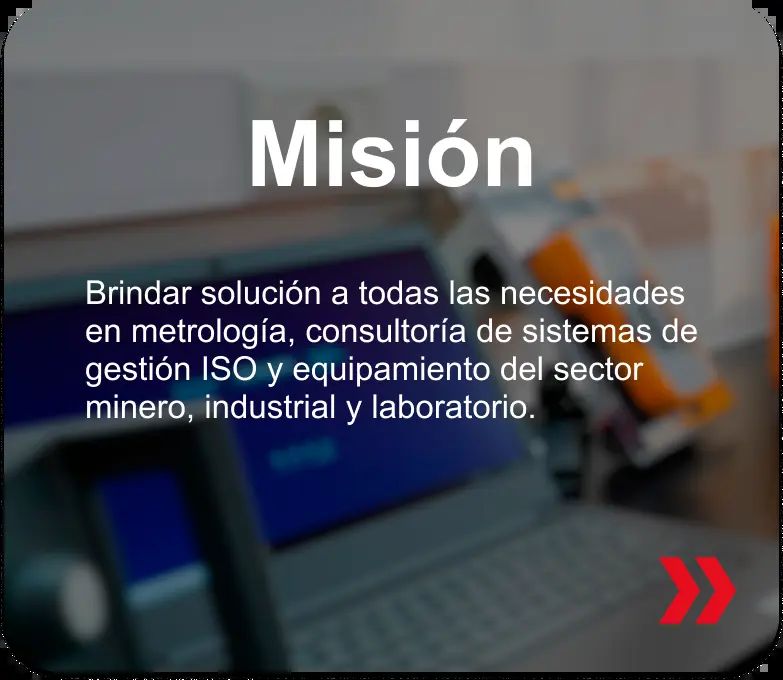 Misión
Brindar solución a todas las necesidades
en metrología, consultoría de sistemas de
gestión ISO y equipamiento del sector
minero, industrial y laboratorio.